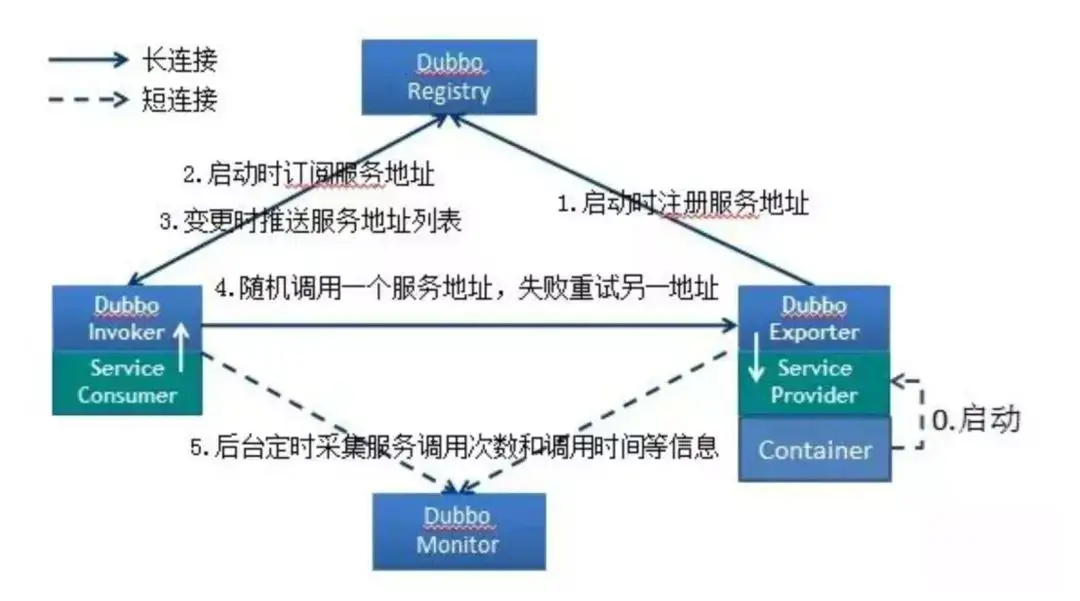 长连接
短连接
Dubbo
Registry
2.启动时订阅服务地址
3.变更时推送服务地址列表
1.启动时注册服务地址
4.随机调用一个服务地址，失败重试另一地址
Dubbo
Invoker
Service
Consumer
Dubbo
Exporter
Service
Provider
Container
0.启动
5.后台定时采集服务调用次数和调用时间等信息
Dubbo
Monitor